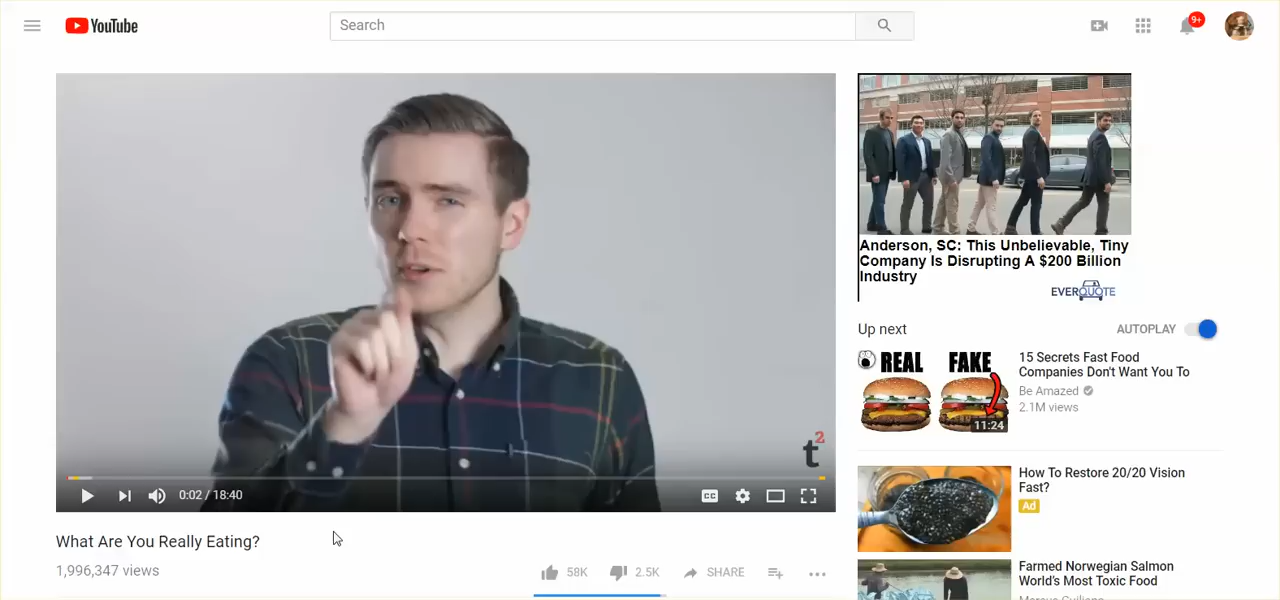 YouTube
Search
9+
t2
0:02 / 18:40
CC
What Are You Really Eating?
1,996,347 views
58K
2.5K
SHARE
Anderson, SC: This Unbelievable, Tiny
Company Is Disrupting A $200 Billion
Industry
EVERQUOTE
Up next
AUTOPLAY
REAL
FAKE
11:24
15 Secrets Fast Food
Companies Don't Want You To
Be Amazed
2.1M views
How To Restore 20/20 Vision
Fast?
Ad
Farmed Norwegian Salmon
World's Most Toxic Food